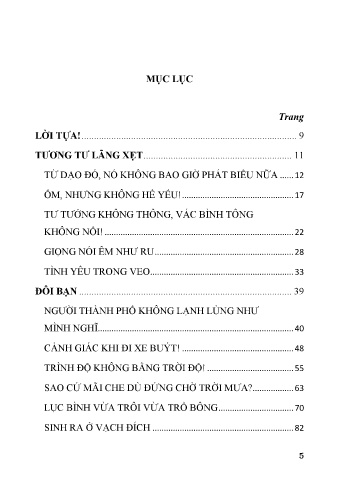 MỤC LỤC
Trang
LỜI TỰA! 9
TƯƠNG TƯ LÃNG XẸT 11
TỪ DẠO ĐÓ, NÓ KHÔNG BAO GIỜ PHÁT BIỂU NỮA 12
ỐM, NHƯNG KHÔNG HỀ YẾU! 17
TƯ TƯỞNG KHÔNG THÔNG, VÁC BÌNH TÔNG
KHÔNG NỔI! 22
GIỌNG NÓI ÊM NHƯ RU 28
TÌNH YÊU TRONG VEO 33
ĐÔI BẠN 39
NGƯỜI THÀNH PHỐ KHÔNG LẠNH LÙNG NHƯ
MÌNH NGHĨ 40
CẢNH GIÁC KHI ĐI XE BUÝT! 48
TRÌNH ĐỘ KHÔNG BẰNG TRỜI ĐỘ! 55
SAO CỨ MÃI CHE DÙ ĐỨNG CHỜ TRỜI MƯA? 63
LỤC BÌNH VỪA TRÔI VỪA TRỔ BÔNG 70
SINH RA Ở VẠCH ĐÍCH 82
5